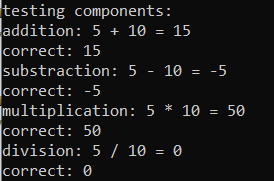 testing components:
addition: 5 + 10 = 15
correct: 15
substraction: 5 - 10 = -5
correct: -5
multiplication: 5 * 10 = 50
correct: 50
division: 5 / 10 = 0
correct: 0